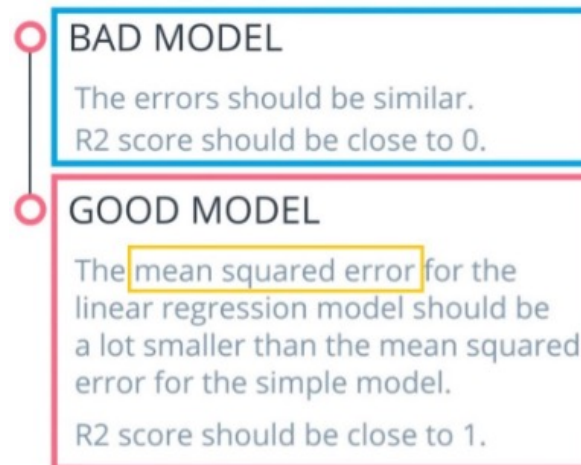 BAD MODEL
The errors should be similar.
R2 score should be close to 0.
GOOD MODEL
The mean squared error for the
linear regression model should be
a lot smaller than the mean squared
error for the simple model.
R2 score should be close to 1.